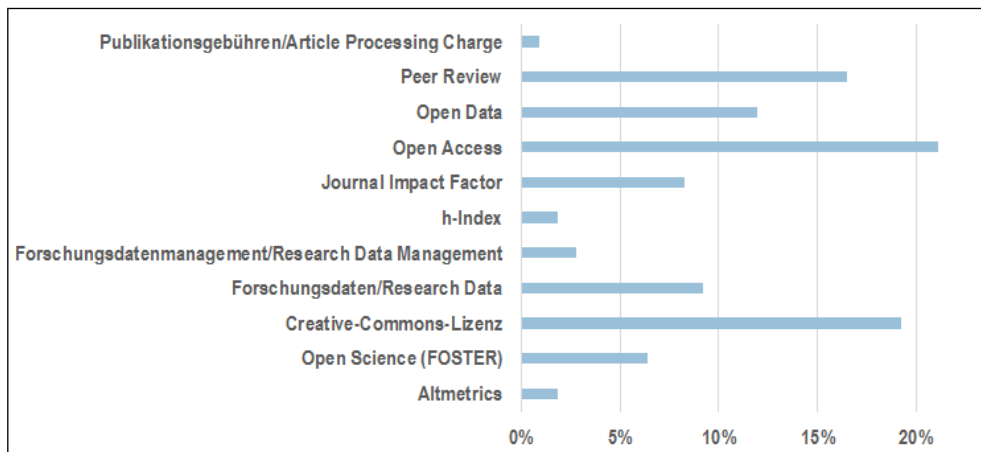 Publikationsgebühren/Article Processing Charge
Peer Review
Open Data
Open Access
Journal Impact Factor
h-Index
Forschungsdatenmanagement/Research Data Management
Forschungsdaten/Research Data
Creative-Commons-Lizenz
Open Science (FOSTER)
Altmetrics
0% 5% 10% 15% 20%